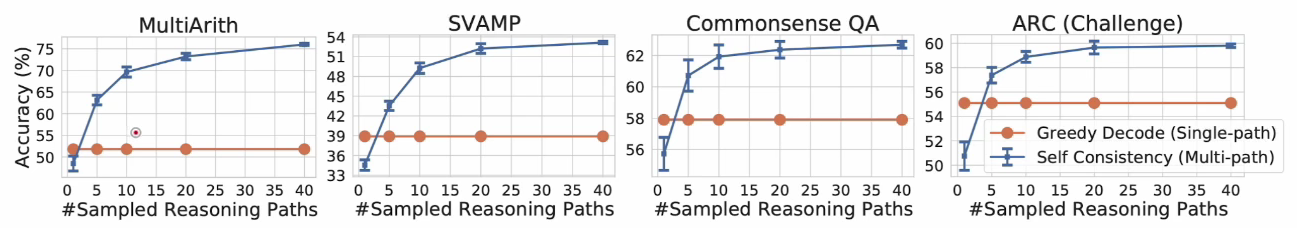 MultiArith
SVAMP
Commonsense QA
ARC (Challenge)
Accuracy (%)
75
70
65
60
55
50
0 5 10 15 20 25 30 35 40
#Sampled Reasoning Paths
54
51
48
45
42
39
36
33
0 5 10 15 20 25 30 35 40
#Sampled Reasoning Paths
62
60
58
56
0 5 10 15 20 25 30 35 40
#Sampled Reasoning Paths
60
58
56
54
52
50
0 5 10 15 20 25 30 35 40
#Sampled Reasoning Paths
Greedy Decode (Single-path)
Self Consistency (Multi-path)